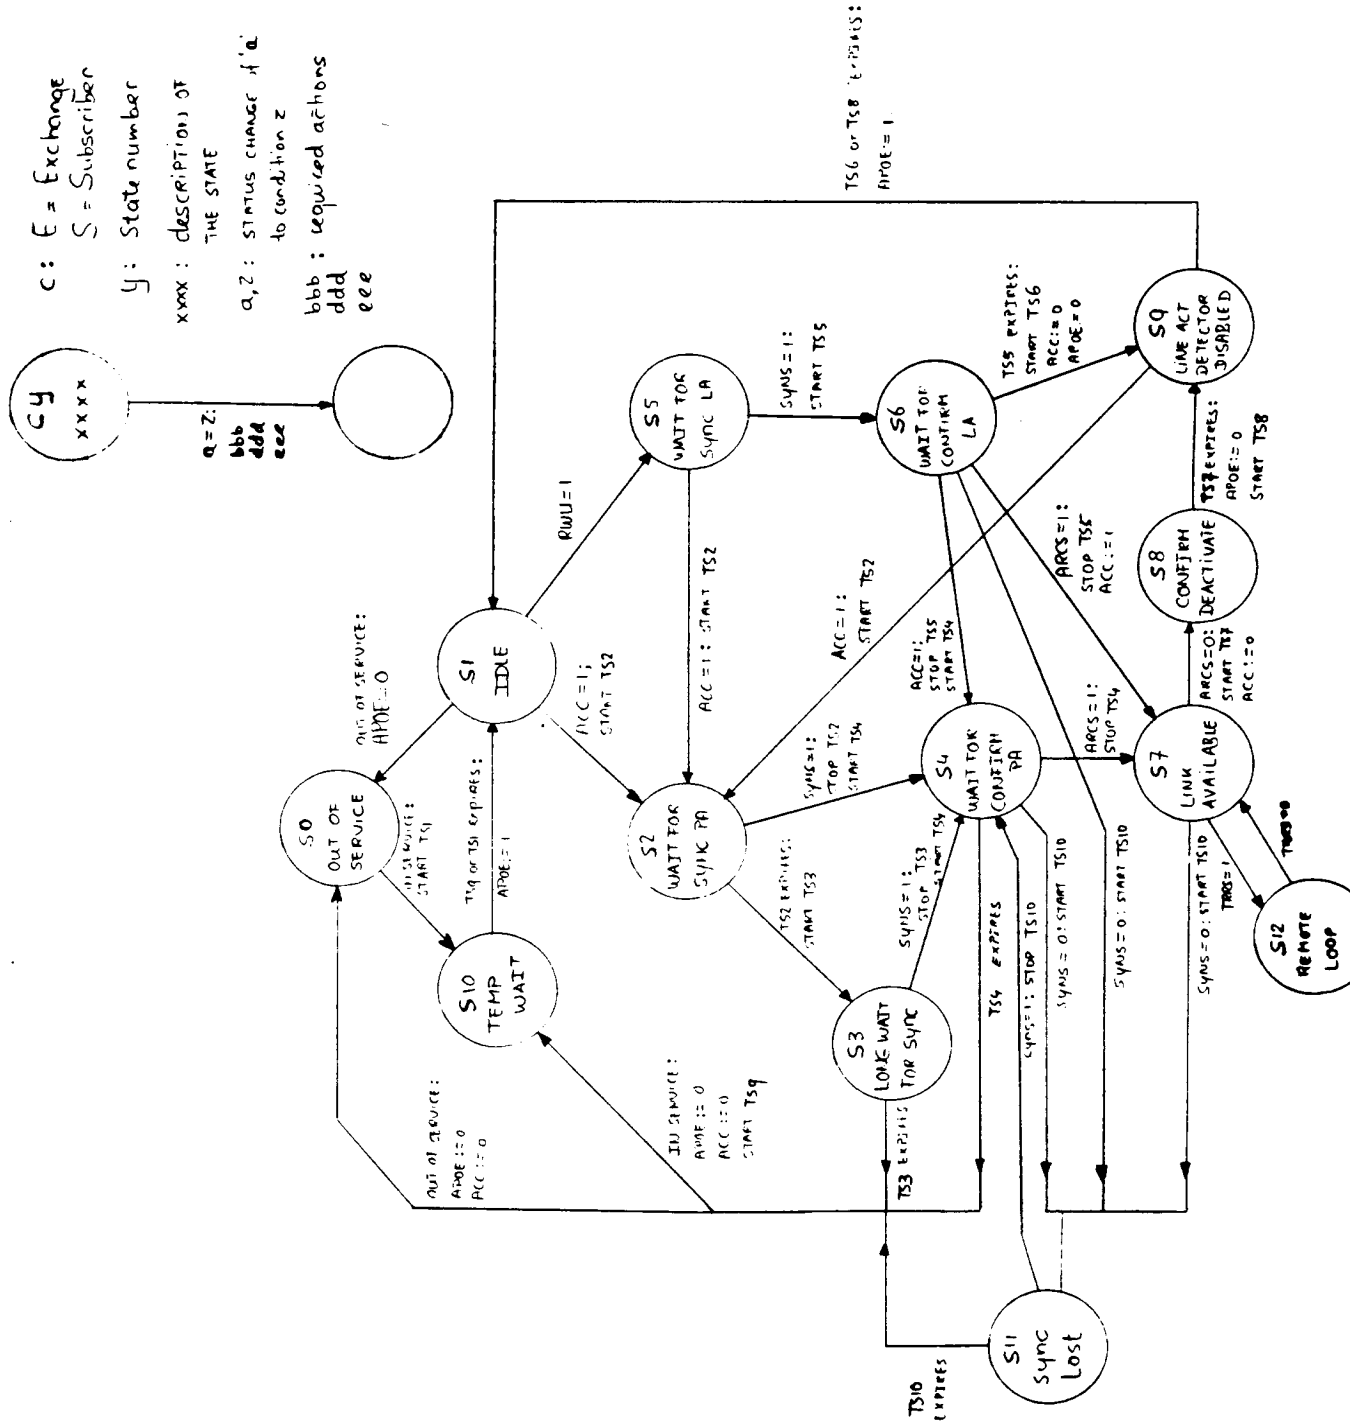 c : E = Exchange
S = Subscriber
y : State number
xxxx : description of
THE STATE
a, Z : STATUS CHANGE of 'a'
to condition z
bbb : required actions
ddd
eee
cy
xxxx
a = Z:
bbb
ddd
eee
S0
OUT OF
SERVICE
OUT OF SERVICE:
APOE:=0
IN SERVICE:
START TS1
S10
TEMP
WAIT
TS9 or TS1 EXPIRES:
APOE:=1
S1
IDLE
RWU=1
ACC=1;
START TS2
S5
WAIT FOR
SYNC LA
ACC=1: START TS2
SYNS=1:
START TS5
S2
WAIT FOR
SYNC PA
SYNS=1:
STOP TS2
START TS4
TS2 EXPIRES:
START TS3
S3
LONG WAIT
FOR SYNC
SYNS=1:
STOP TS3
START TS4
TS3 EXPIRES
S6
WAIT FOR
CONFIRM
LA
TS5 EXPIRES:
START TS6
ACC:=0
APOE:=0
ACC=1:
STOP TS5
START TS4
ARCS=1:
STOP TS5
ACC:=1
ACC=1:
START TS2
S9
LINE ACT
DETECTOR
DISABLED
TS6 or TS8 EXPIRES:
APOE:=1
S4
WAIT FOR
CONFIRM
PA
ARCS=1:
STOP TS4
TS4 EXPIRES
SYNS=1: STOP TS10
SYNS=0: START TS10
SYNS=0: START TS10
SYNS=0: START TS10
S7
LINK
AVAILABLE
ARCS=0:
START TS7
ACC:=0
S8
CONFIRM
DEACTIVATE
TS7 EXPIRES:
APOE:=0
START TS8
S12
REMOTE
LOOP
OUT OF SERVICE:
APOE:=0
ACC:=0
IN SERVICE:
APOE:=0
ACC:=0
START TS9
S11
Sync
Lost
TS10
EXPIRES